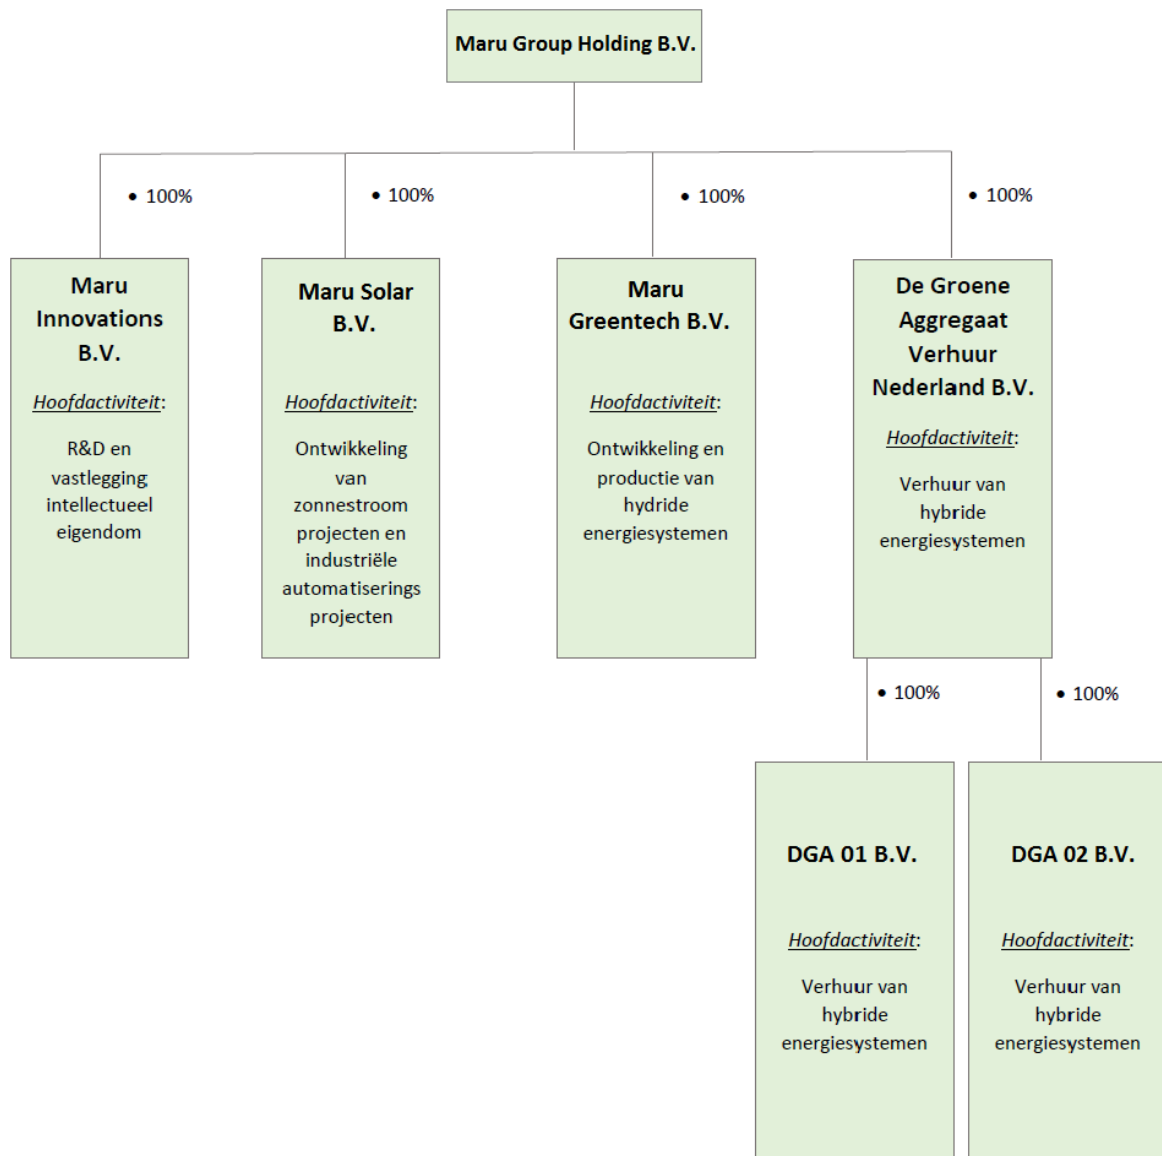 Maru Group Holding B.V.
• 100%
• 100%
• 100%
• 100%
Maru
Innovations
B.V.
Hoofdactiviteit:
R&D en
vastlegging
intellectueel
eigendom
Maru Solar
B.V.
Hoofdactiviteit:
Ontwikkeling
van
zonnestroom
projecten en
industriële
automatiserings
projecten
Maru
Greentech B.V.
Hoofdactiviteit:
Ontwikkeling en
productie van
hydride
energiesystemen
De Groene
Aggregaat
Verhuur
Nederland B.V.
Hoofdactiviteit:
Verhuur van
hybride
energiesystemen
• 100%
• 100%
DGA 01 B.V.
Hoofdactiviteit:
Verhuur van
hybride
energiesystemen
DGA 02 B.V.
Hoofdactiviteit:
Verhuur van
hybride
energiesystemen